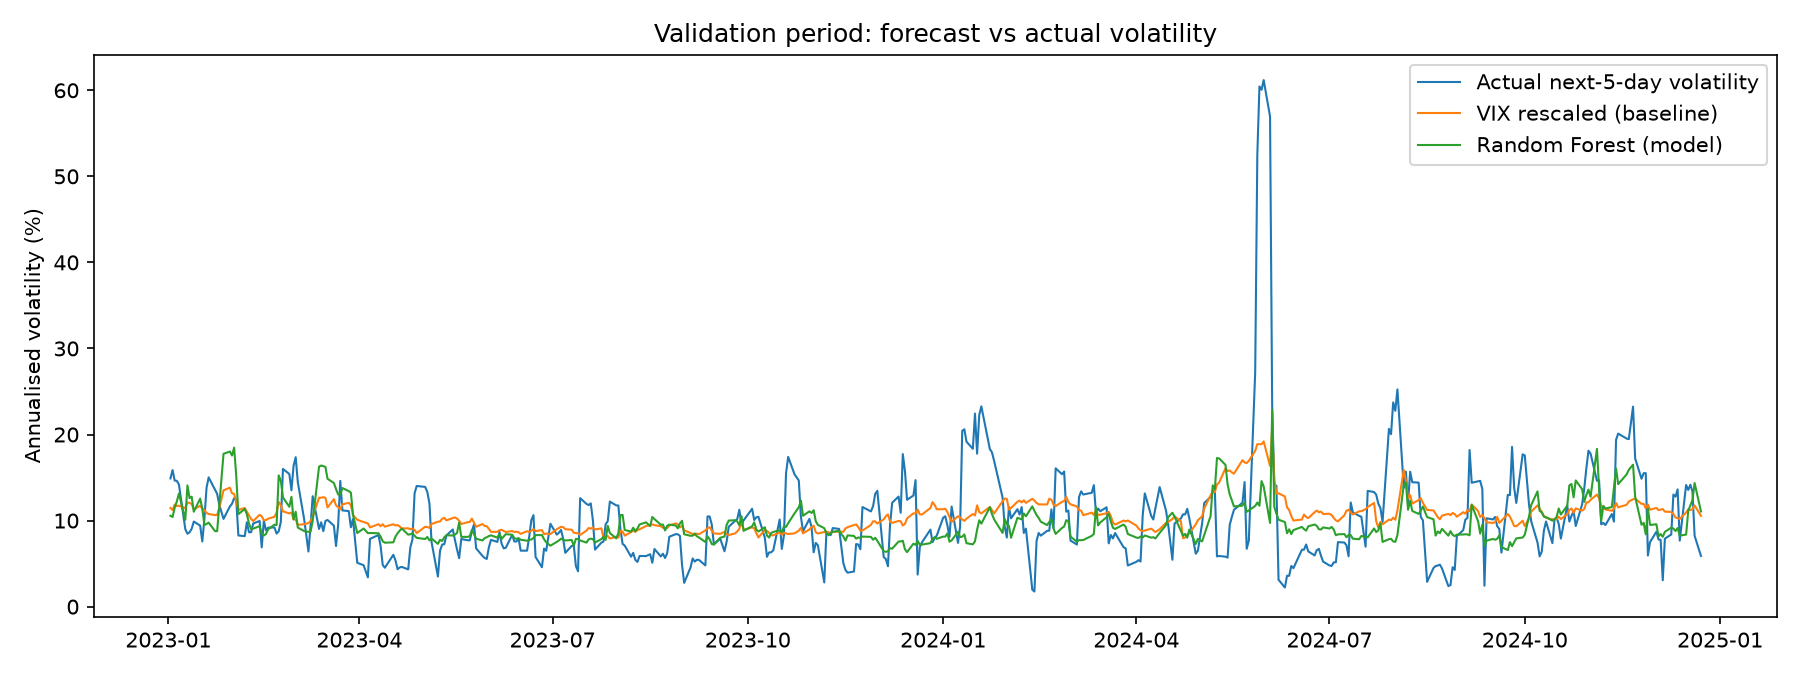 Validation period: forecast vs actual volatility
Actual next-5-day volatility
VIX rescaled (baseline)
Random Forest (model)
Annualised volatility (%)
60
50
40
30
20
10
0
2023-01 2023-04 2023-07 2023-10 2024-01 2024-04 2024-07 2024-10 2025-01